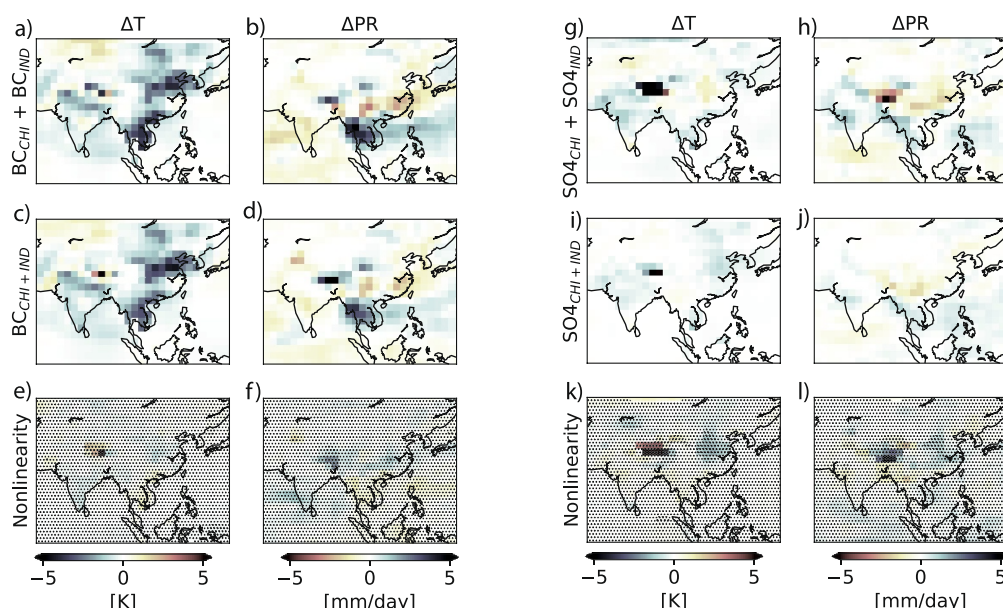 ΔT
ΔPR
ΔT
ΔPR
a)
b)
g)
h)
BC_CHI + BC_IND
SO4_CHI + SO4_IND
c)
d)
i)
j)
BC_CHI + IND
SO4_CHI + IND
e)
f)
k)
l)
Nonlinearity
Nonlinearity
−5 0 5
−5 0 5
−5 0 5
−5 0 5
[K]
[mm/day]
[K]
[mm/day]